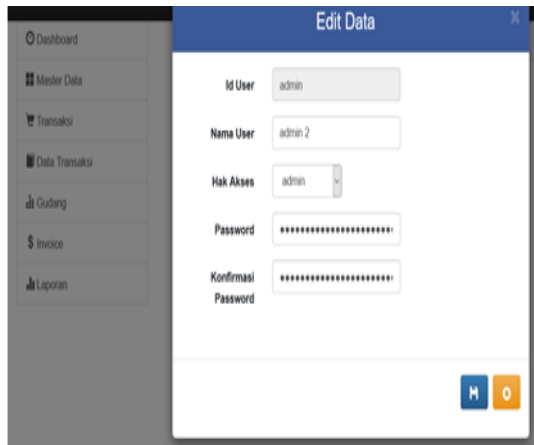 Edit Data
X
Dashboard
Master Data
Transaksi
Data Transaksi
Gudang
$ Invoice
Laporan
Id User admin
Nama User admin 2
Hak Akses admin
Password
Konfirmasi
Password